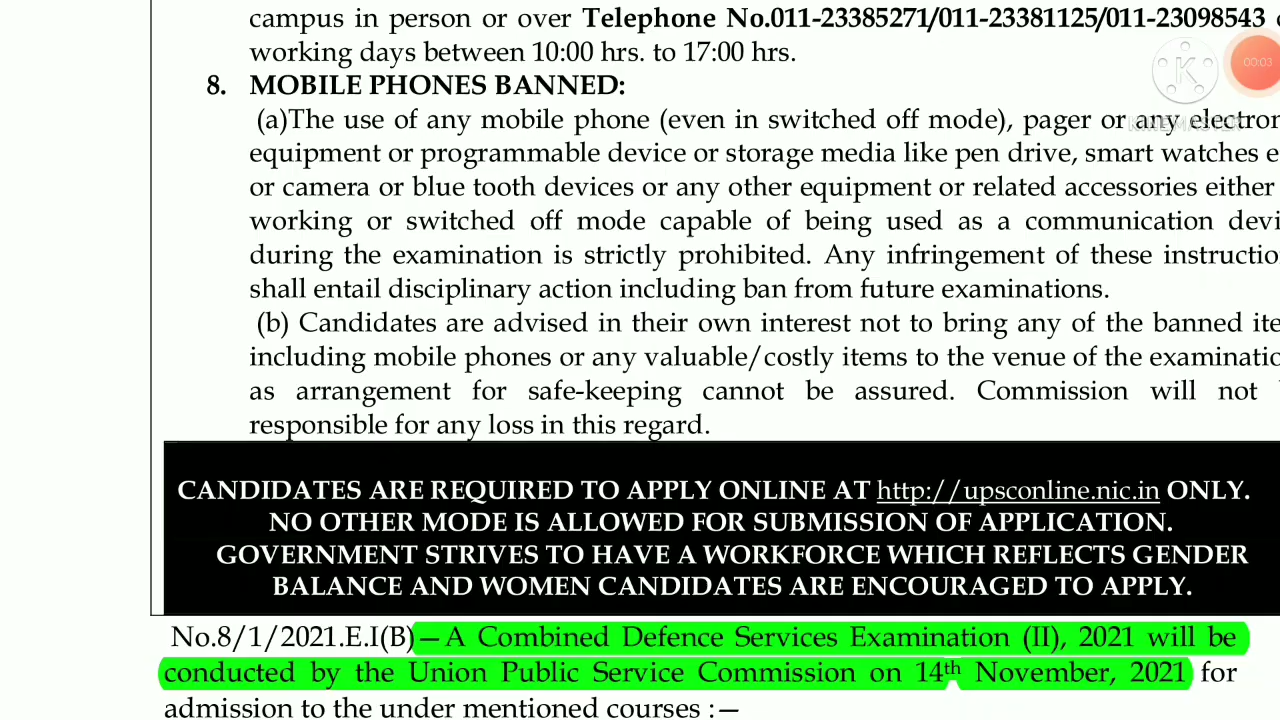 campus in person or over Telephone No.011-23385271/011-23381125/011-23098543
working days between 10:00 hrs. to 17:00 hrs.
00:03
K
KINEMASTER
8. MOBILE PHONES BANNED:
(a)The use of any mobile phone (even in switched off mode), pager or any electron
equipment or programmable device or storage media like pen drive, smart watches e
or camera or blue tooth devices or any other equipment or related accessories either
working or switched off mode capable of being used as a communication devi
during the examination is strictly prohibited. Any infringement of these instruction
shall entail disciplinary action including ban from future examinations.
(b) Candidates are advised in their own interest not to bring any of the banned ite
including mobile phones or any valuable/costly items to the venue of the examinatio
as arrangement for safe-keeping cannot be assured. Commission will not
responsible for any loss in this regard.
CANDIDATES ARE REQUIRED TO APPLY ONLINE AT http://upsconline.nic.in ONLY.
NO OTHER MODE IS ALLOWED FOR SUBMISSION OF APPLICATION.
GOVERNMENT STRIVES TO HAVE A WORKFORCE WHICH REFLECTS GENDER
BALANCE AND WOMEN CANDIDATES ARE ENCOURAGED TO APPLY.
No.8/1/2021.E.I(B)—A Combined Defence Services Examination (II), 2021 will be
conducted by the Union Public Service Commission on 14th November, 2021 for
admission to the under mentioned courses :—